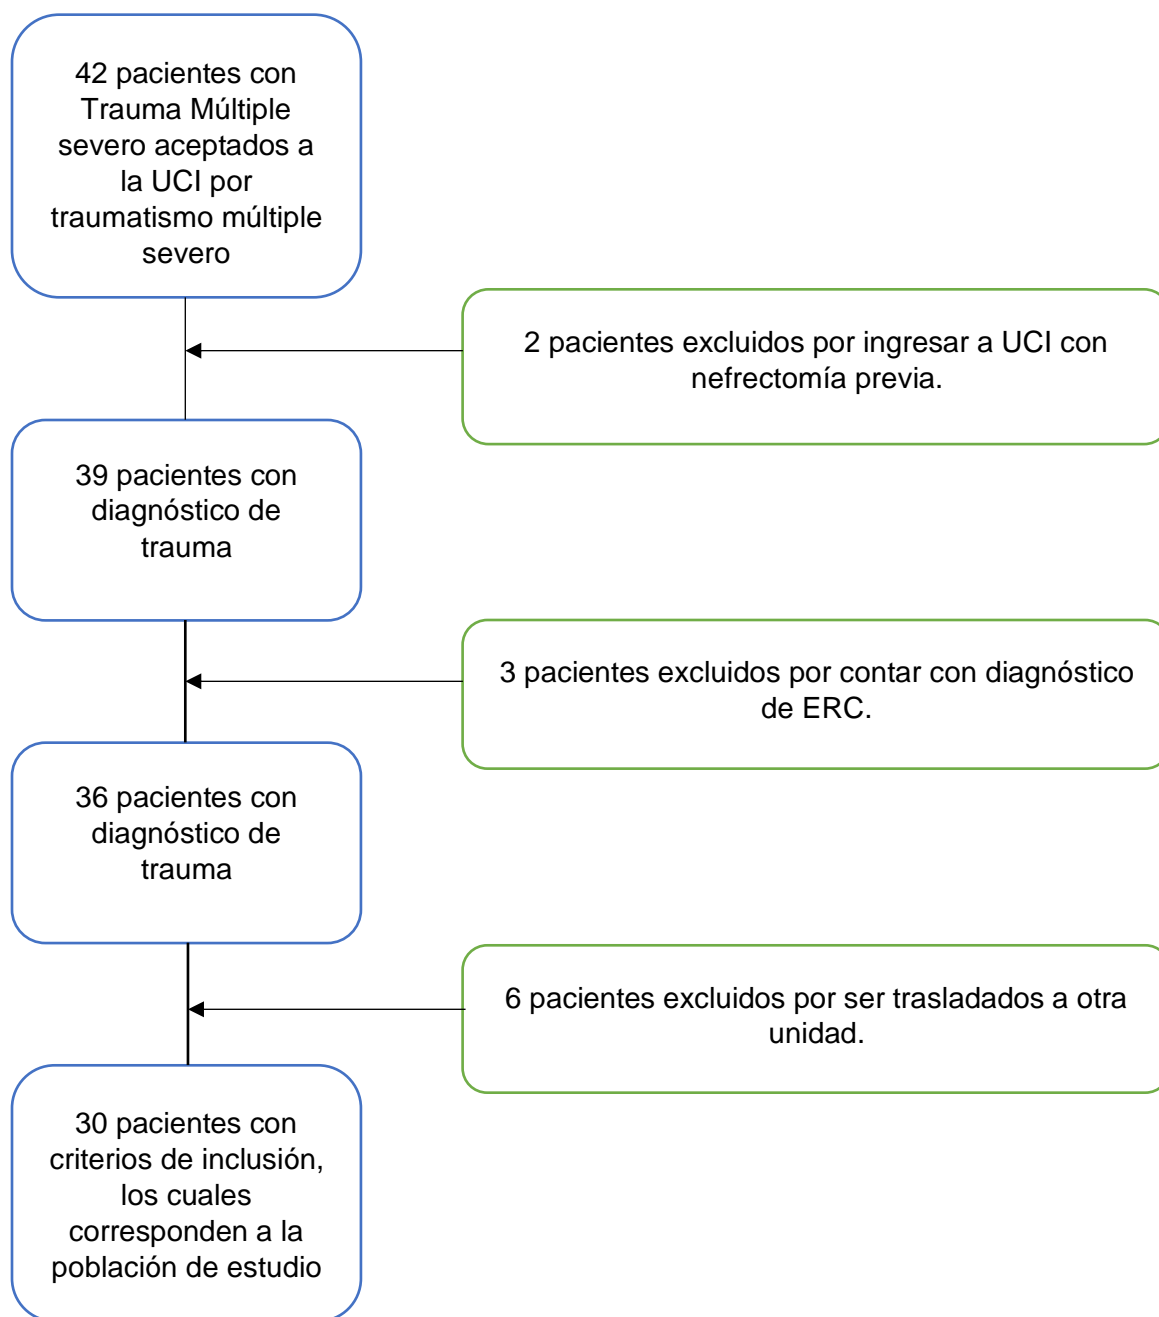 42 pacientes con
Trauma Múltiple
severo aceptados a
la UCI por
traumatismo múltiple
severo
2 pacientes excluidos por ingresar a UCI con
nefrectomía previa.
39 pacientes con
diagnóstico de
trauma
3 pacientes excluidos por contar con diagnóstico
de ERC.
36 pacientes con
diagnóstico de
trauma
6 pacientes excluidos por ser trasladados a otra
unidad.
30 pacientes con
criterios de inclusión,
los cuales
corresponden a la
población de estudio